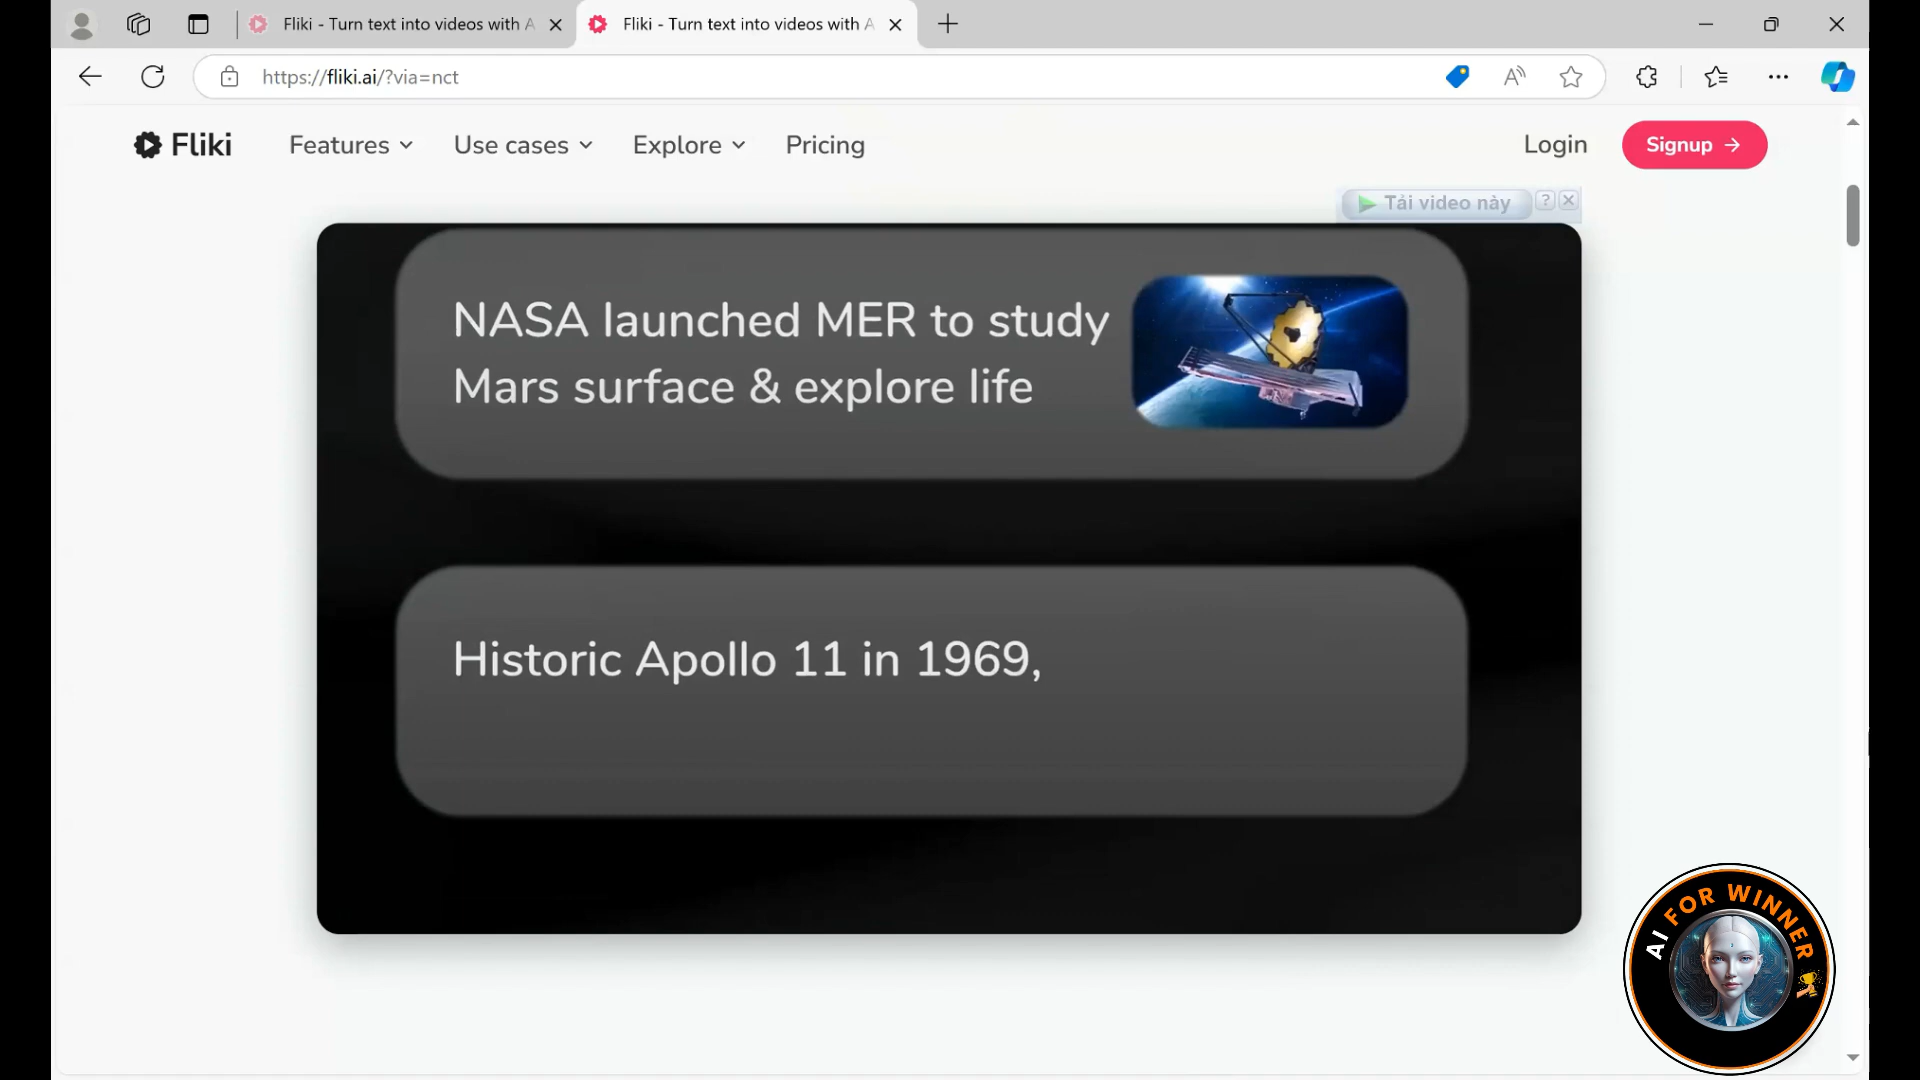 Fliki - Turn text into videos with A
Fliki - Turn text into videos with A
https://fliki.ai/?via=nct
Fliki
Features
Use cases
Explore
Pricing
Login
Signup
Tải video này
NASA launched MER to study
Mars surface & explore life
Historic Apollo 11 in 1969,
AI FOR WINNER